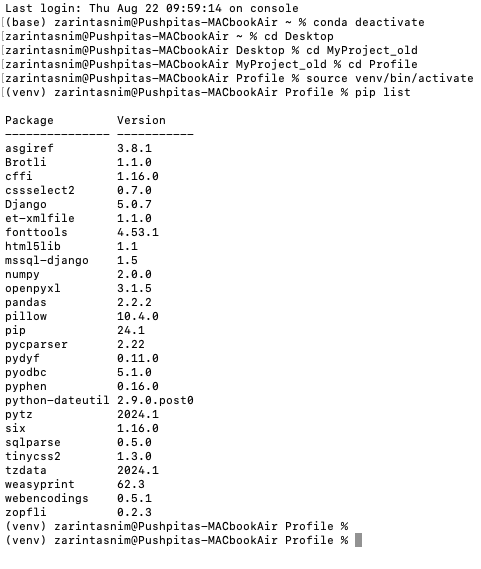 Last login: Thu Aug 22 09:59:14 on console
(base) zarintasnim@Pushpitas-MACbookAir ~ % conda deactivate
zarintasnim@Pushpitas-MACbookAir ~ % cd Desktop
zarintasnim@Pushpitas-MACbookAir Desktop % cd MyProject_old
zarintasnim@Pushpitas-MACbookAir MyProject_old % cd Profile
zarintasnim@Pushpitas-MACbookAir Profile % source venv/bin/activate
(venv) zarintasnim@Pushpitas-MACbookAir Profile % pip list
Package Version
--------------- -----------
asgiref 3.8.1
Brotli 1.1.0
cffi 1.16.0
cssselect2 0.7.0
Django 5.0.7
et-xmlfile 1.1.0
fonttools 4.53.1
html5lib 1.1
mssql-django 1.5
numpy 2.0.0
openpyxl 3.1.5
pandas 2.2.2
pillow 10.4.0
pip 24.1
pycparser 2.22
pydyf 0.11.0
pyodbc 5.1.0
pyphen 0.16.0
python-dateutil 2.9.0.post0
pytz 2024.1
six 1.16.0
sqlparse 0.5.0
tinycss2 1.3.0
tzdata 2024.1
weasyprint 62.3
webencodings 0.5.1
zopfli 0.2.3
(venv) zarintasnim@Pushpitas-MACbookAir Profile %
(venv) zarintasnim@Pushpitas-MACbookAir Profile %